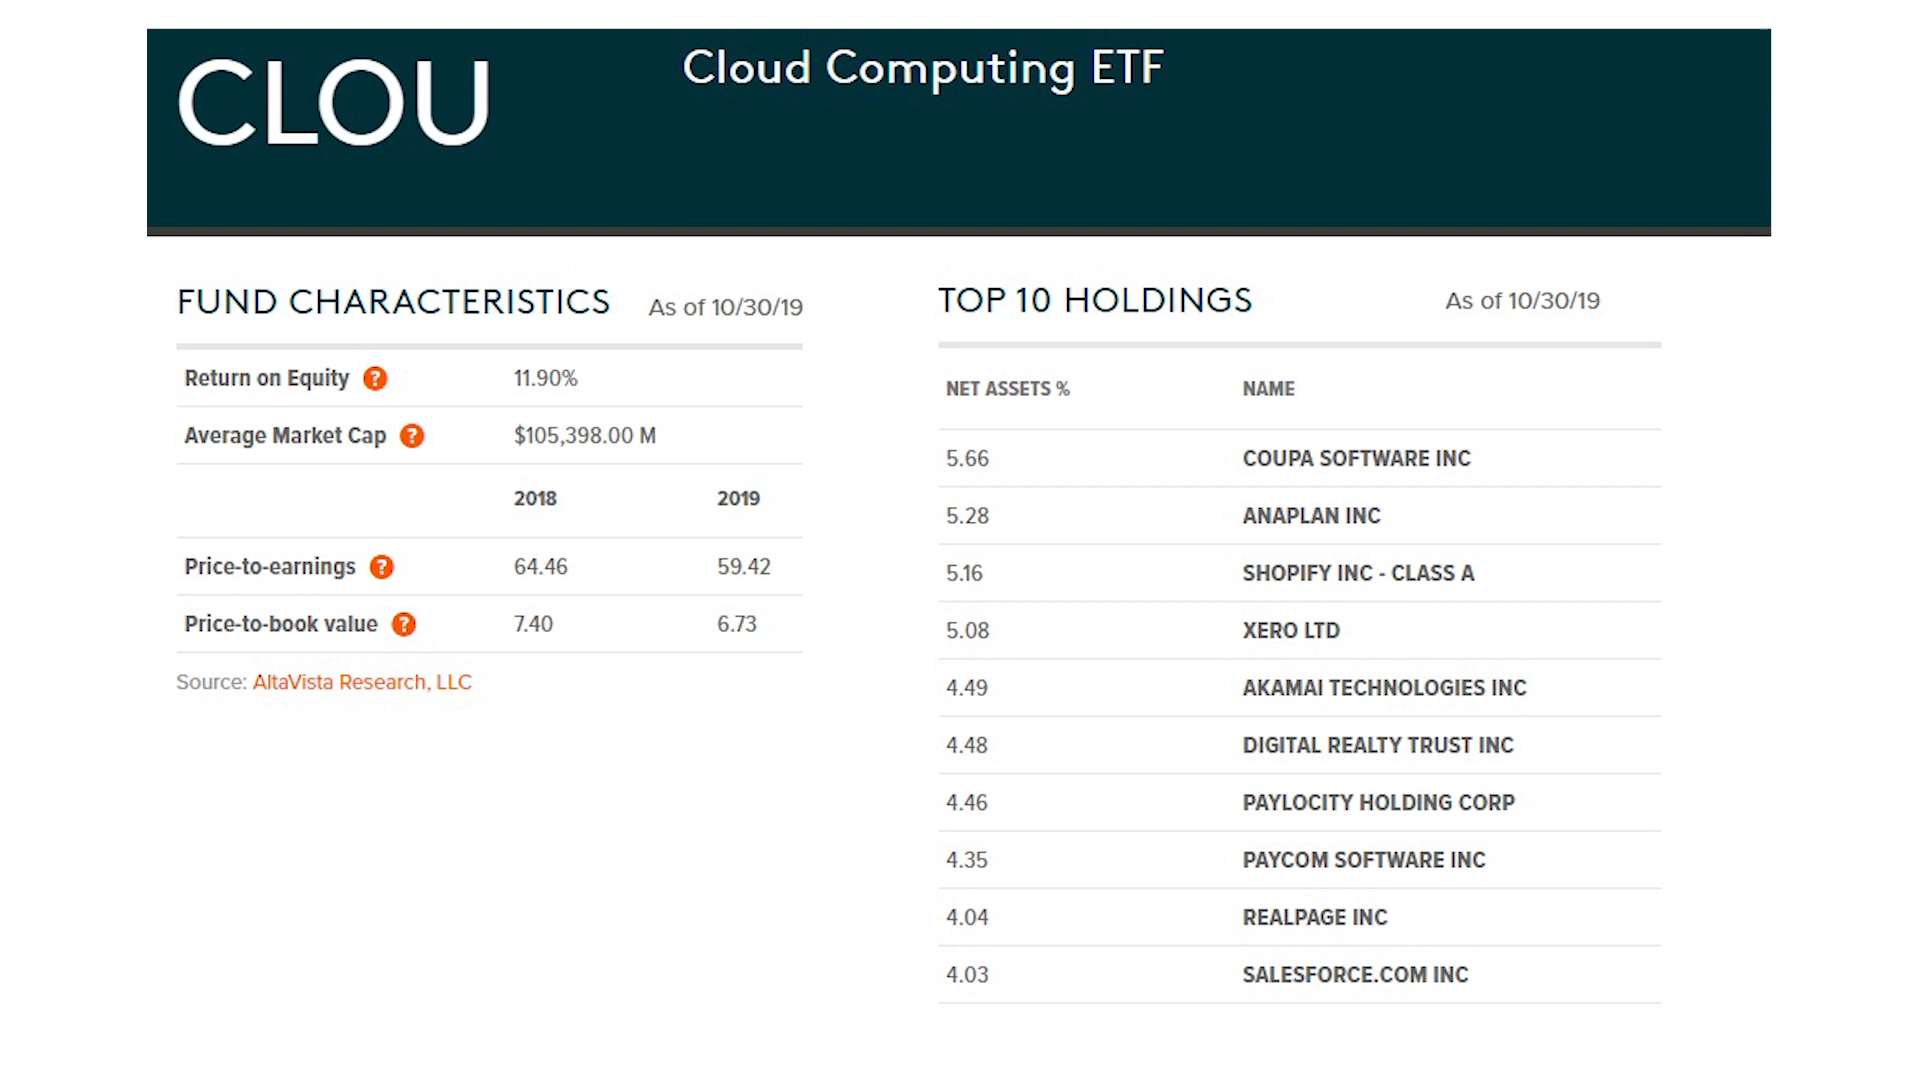 CLOU
Cloud Computing ETF
FUND CHARACTERISTICS As of 10/30/19
Return on Equity ? 11.90%
Average Market Cap ? $105,398.00 M
2018 2019
Price-to-earnings ? 64.46 59.42
Price-to-book value ? 7.40 6.73
Source: AltaVista Research, LLC
TOP 10 HOLDINGS As of 10/30/19
NET ASSETS % NAME
5.66 COUPA SOFTWARE INC
5.28 ANAPLAN INC
5.16 SHOPIFY INC - CLASS A
5.08 XERO LTD
4.49 AKAMAI TECHNOLOGIES INC
4.48 DIGITAL REALTY TRUST INC
4.46 PAYLOCITY HOLDING CORP
4.35 PAYCOM SOFTWARE INC
4.04 REALPAGE INC
4.03 SALESFORCE.COM INC